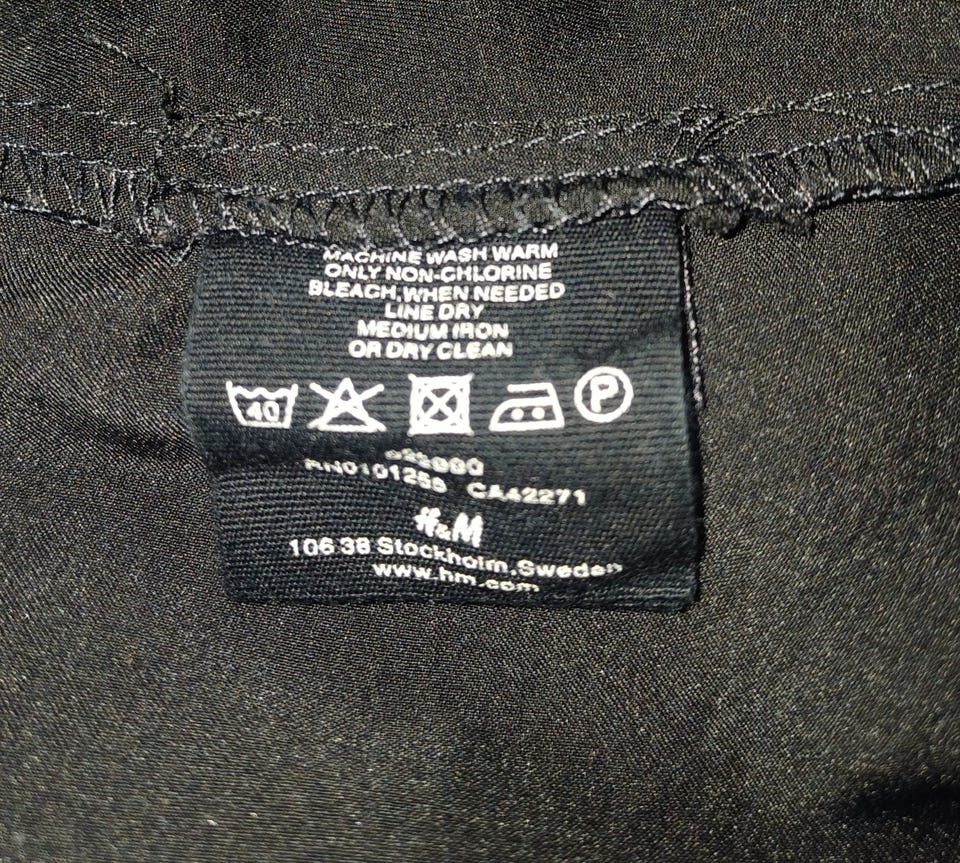 MACHINE WASH WARM
ONLY NON-CHLORINE
BLEACH,WHEN NEEDED
LINE DRY
MEDIUM IRON
OR DRY CLEAN
40 P
RN0101255 CA42271
H&M
106 38 Stockholm,Sweden
www.hm.com